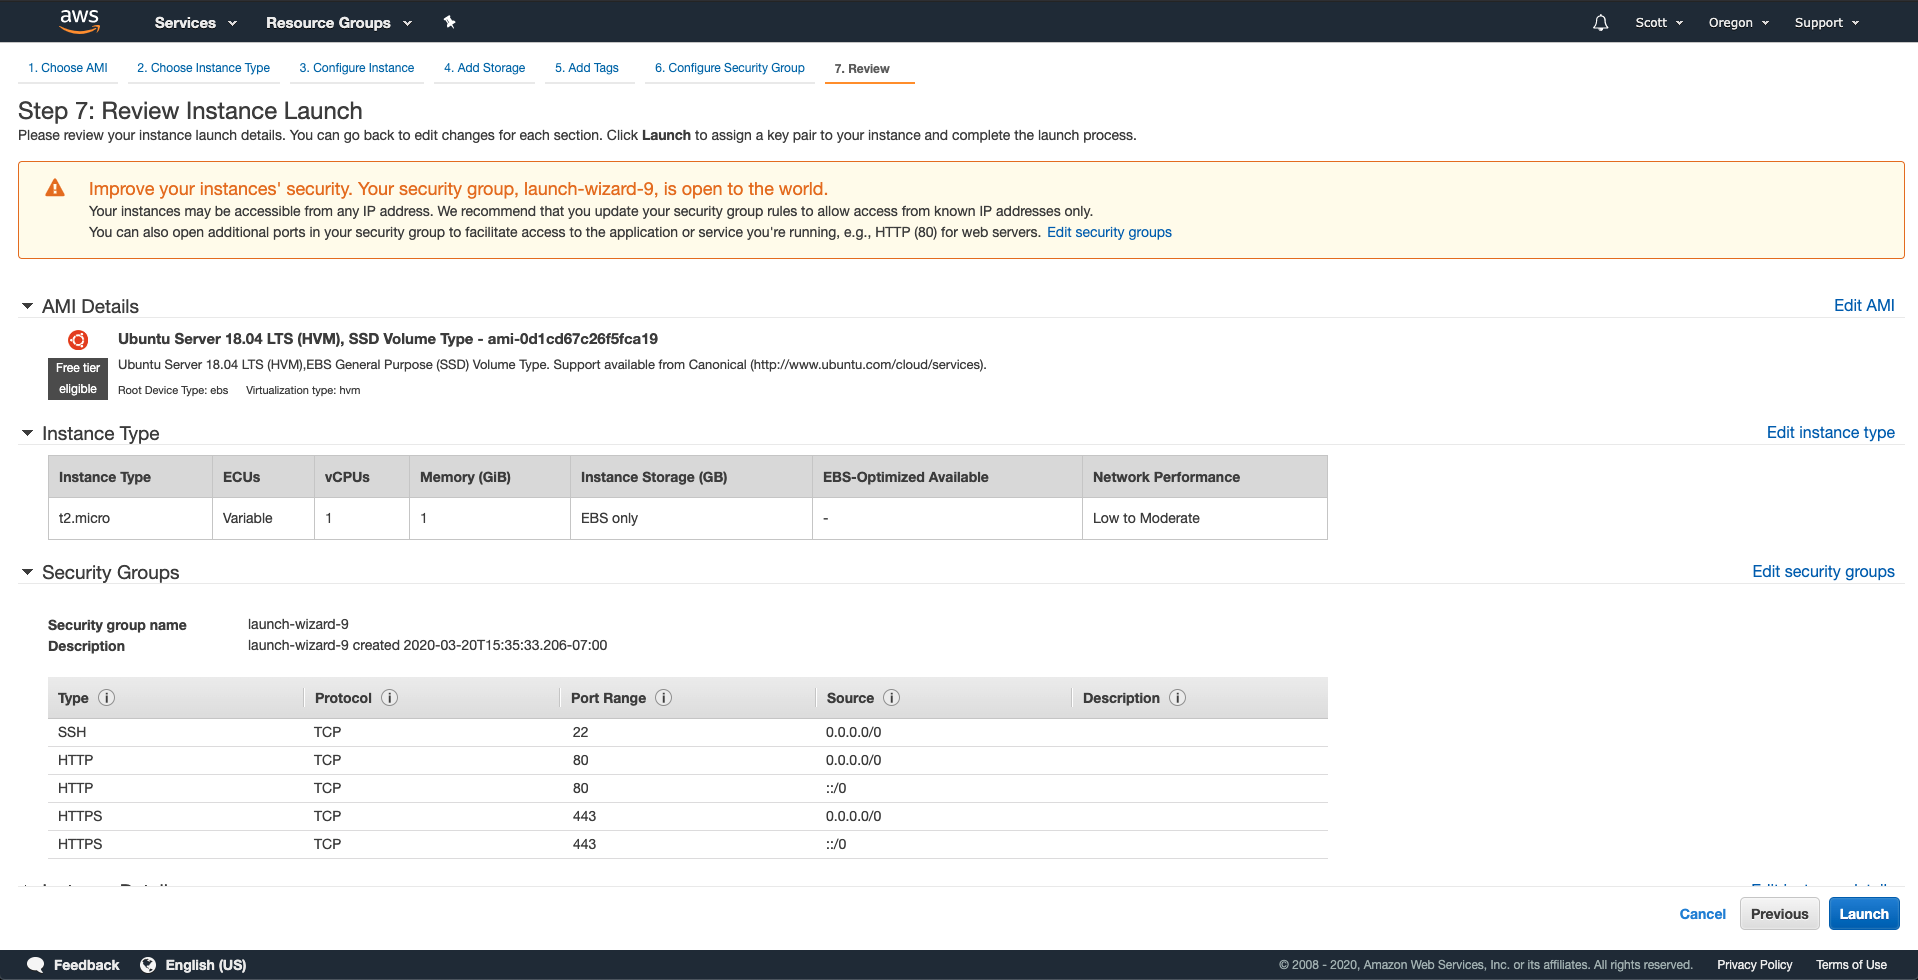 aws Services Resource Groups Scott Oregon Support
1. Choose AMI 2. Choose Instance Type 3. Configure Instance 4. Add Storage 5. Add Tags 6. Configure Security Group 7. Review
Step 7: Review Instance Launch
Please review your instance launch details. You can go back to edit changes for each section. Click Launch to assign a key pair to your instance and complete the launch process.
Improve your instances' security. Your security group, launch-wizard-9, is open to the world.
Your instances may be accessible from any IP address. We recommend that you update your security group rules to allow access from known IP addresses only.
You can also open additional ports in your security group to facilitate access to the application or service you're running, e.g., HTTP (80) for web servers. Edit security groups
AMI Details Edit AMI
Ubuntu Server 18.04 LTS (HVM), SSD Volume Type - ami-0d1cd67c26f5fca19
Free tier eligible
Ubuntu Server 18.04 LTS (HVM),EBS General Purpose (SSD) Volume Type. Support available from Canonical (http://www.ubuntu.com/cloud/services).
Root Device Type: ebs Virtualization type: hvm
Instance Type Edit instance type
Instance Type ECUs vCPUs Memory (GiB) Instance Storage (GB) EBS-Optimized Available Network Performance
t2.micro Variable 1 1 EBS only - Low to Moderate
Security Groups Edit security groups
Security group name launch-wizard-9
Description launch-wizard-9 created 2020-03-20T15:35:33.206-07:00
Type Protocol Port Range Source Description
SSH TCP 22 0.0.0.0/0
HTTP TCP 80 0.0.0.0/0
HTTP TCP 80 ::/0
HTTPS TCP 443 0.0.0.0/0
HTTPS TCP 443 ::/0
Cancel Previous Launch
Feedback English (US) © 2008 - 2020, Amazon Web Services, Inc. or its affiliates. All rights reserved. Privacy Policy Terms of Use